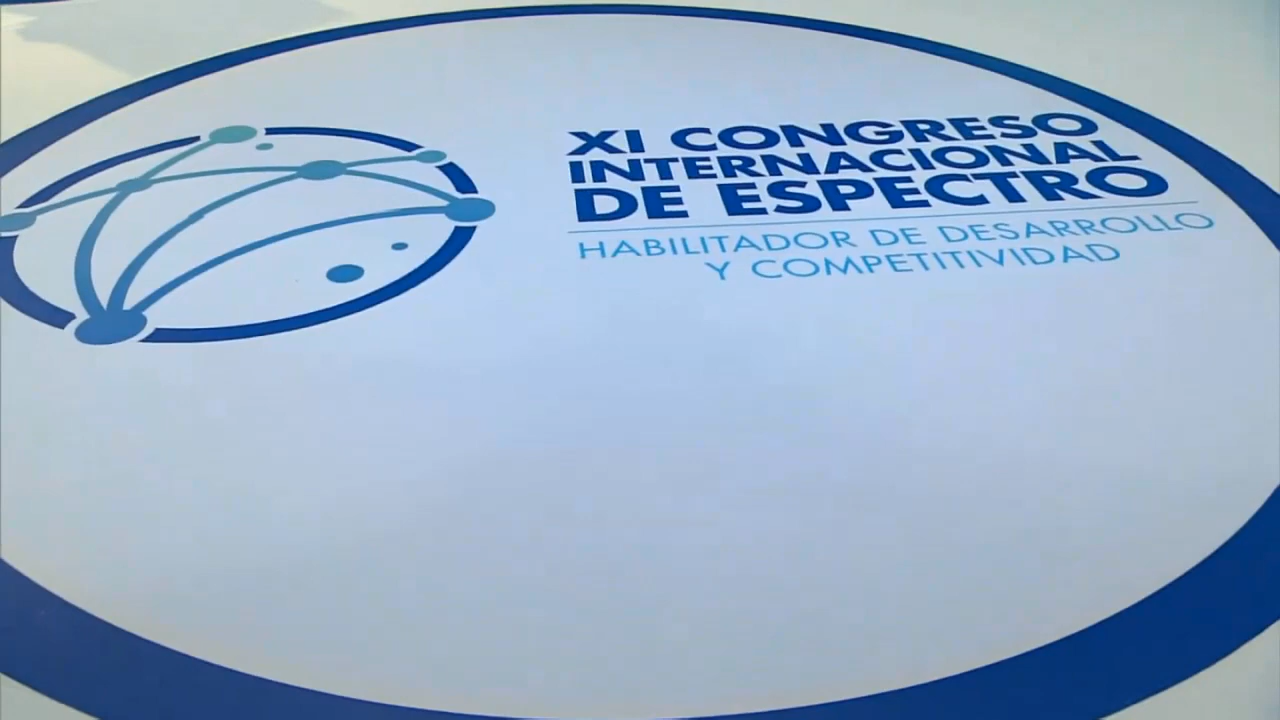 XI CONGRESO
INTERNACIONAL
DE ESPECTRO
HABILITADOR DE DESARROLLO
Y COMPETITIVIDAD